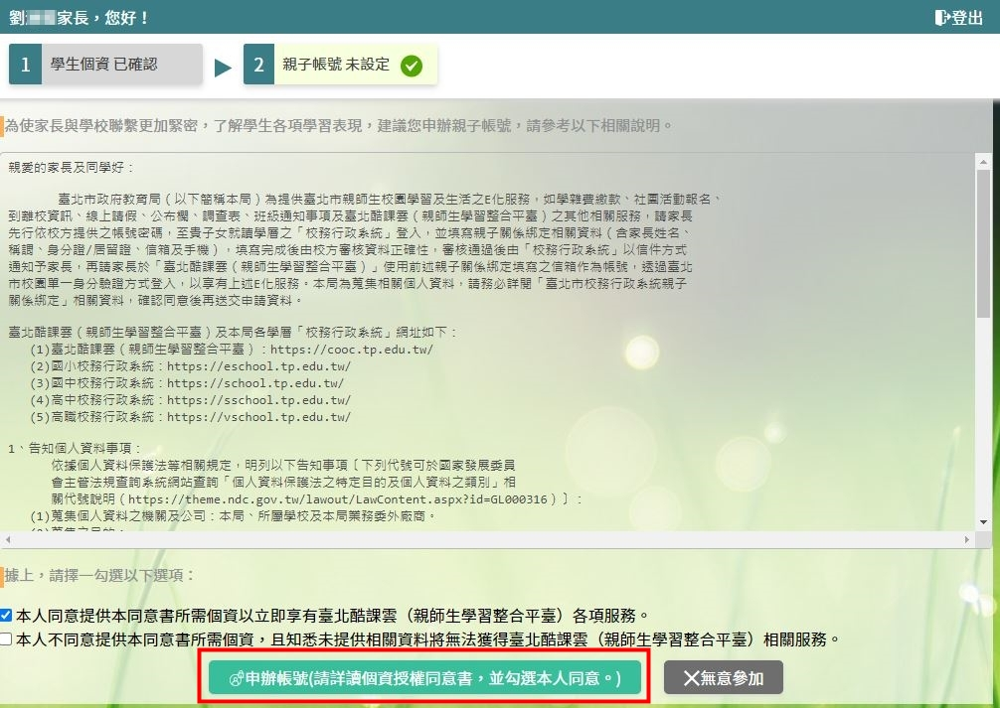 劉 家長，您好！
登出
1 學生個資 已確認
2 親子帳號 未設定
為使家長與學校聯繫更加緊密，了解學生各項學習表現，建議您申辦親子帳號，請參考以下相關說明。
親愛的家長及同學好：
臺北市政府教育局（以下簡稱本局）為提供臺北市親師生校園學習及生活之E化服務，如學雜費繳款、社團活動報名、
到離校資訊、線上請假、公布欄、調查表、班級通知事項及臺北酷課雲（親師生學習整合平臺）之其他相關服務，請家長
先行依校方提供之帳號密碼，至貴子女就讀學層之「校務行政系統」登入，並填寫親子關係綁定相關資料（含家長姓名、
稱謂、身分證/居留證、信箱及手機），填寫完成後由校方審核資料正確性，審核通過後由「校務行政系統」以信件方式
通知予家長，再請家長於「臺北酷課雲（親師生學習整合平臺）」使用前述親子關係綁定填寫之信箱作為帳號，透過臺北
市校園單一身分驗證方式登入，以享有上述E化服務。本局為蒐集相關個人資料，請務必詳閱「臺北市校務行政系統親子
關係綁定」相關資料，確認同意後再送交申請資料。
臺北酷課雲（親師生學習整合平臺）及本局各學層「校務行政系統」網址如下：
(1)臺北酷課雲（親師生學習整合平臺）：https://cooc.tp.edu.tw/
(2)國小校務行政系統：https://eschool.tp.edu.tw/
(3)國中校務行政系統：https://school.tp.edu.tw/
(4)高中校務行政系統：https://sschool.tp.edu.tw/
(5)高職校務行政系統：https://vschool.tp.edu.tw/
1、告知個人資料事項：
依據個人資料保護法等相關規定，明列以下告知事項〔下列代號可於國家發展委員
會主管法規查詢系統網站查詢「個人資料保護法之特定目的及個人資料之類別」相
關代號說明（https://theme.ndc.gov.tw/lawout/LawContent.aspx?id=GL000316）〕：
(1)蒐集個人資料之機關及公司：本局、所屬學校及本局業務委外廠商。
據上，請擇一勾選以下選項：
本人同意提供本同意書所需個資以立即享有臺北酷課雲（親師生學習整合平臺）各項服務。
本人不同意提供本同意書所需個資，且知悉未提供相關資料將無法獲得臺北酷課雲（親師生學習整合平臺）相關服務。
申辦帳號(請詳讀個資授權同意書，並勾選本人同意。)
無意參加